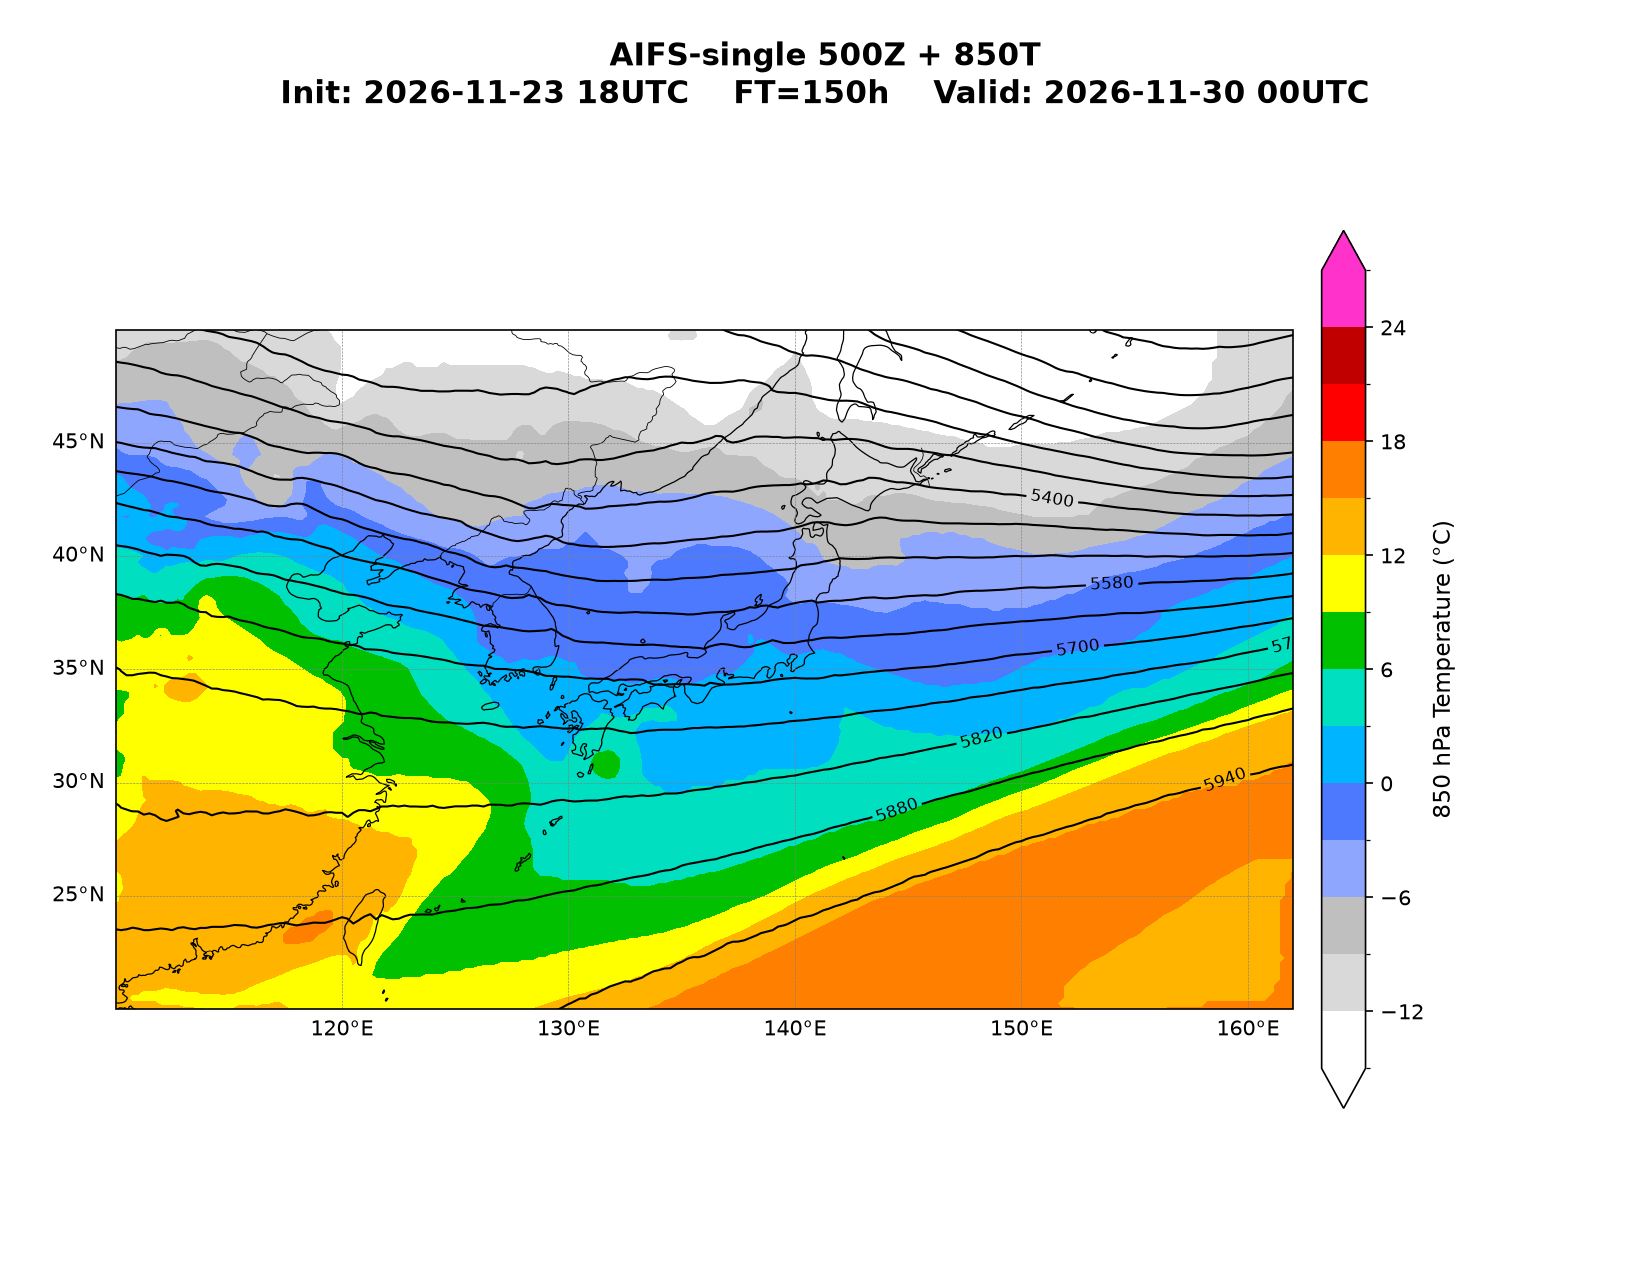 AIFS-single 500Z + 850T
Init: 2026-11-23 18UTC    FT=150h    Valid: 2026-11-30 00UTC
24
18
12
6
0
−6
−12
850 hPa Temperature (°C)
45°N
40°N
35°N
30°N
25°N
5400
5580
5700
57
5820
5940
5880
120°E
130°E
140°E
150°E
160°E